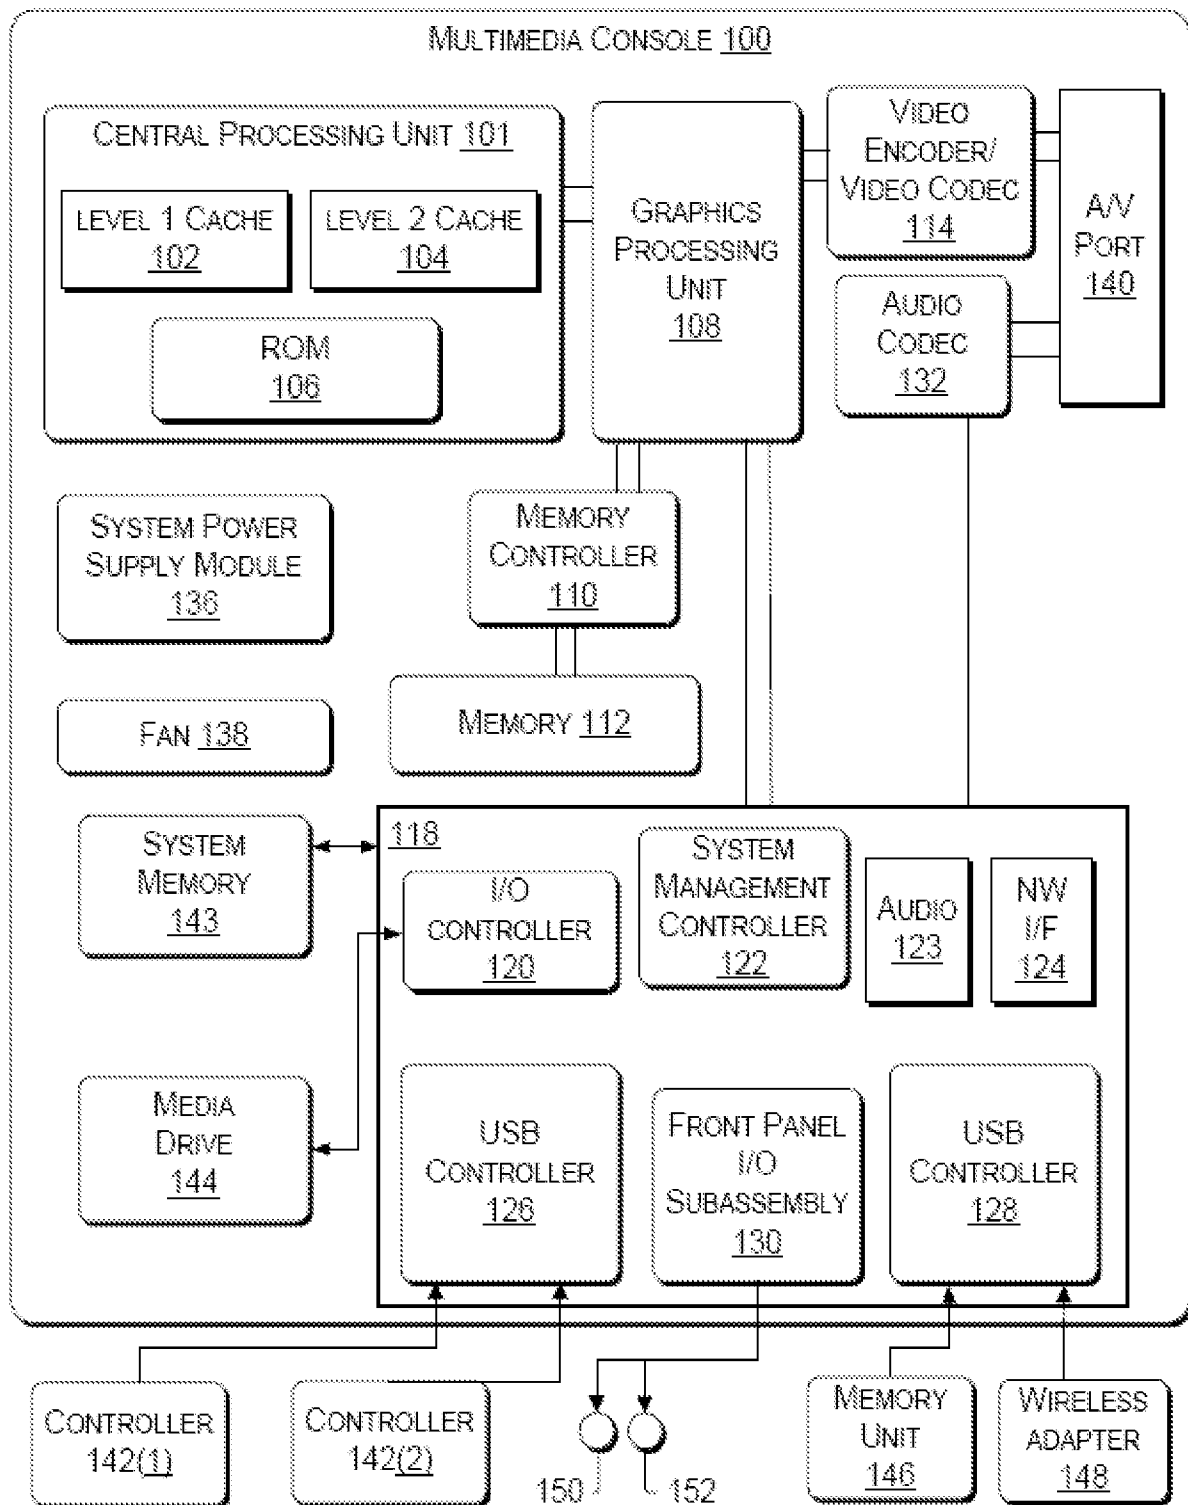 MULTIMEDIA CONSOLE 100
CENTRAL PROCESSING UNIT 101
LEVEL 1 CACHE
102
LEVEL 2 CACHE
104
ROM
106
GRAPHICS
PROCESSING
UNIT
108
VIDEO
ENCODER/
VIDEO CODEC
114
A/V
PORT
140
AUDIO
CODEC
132
SYSTEM POWER
SUPPLY MODULE
136
MEMORY
CONTROLLER
110
FAN 138
MEMORY 112
SYSTEM
MEMORY
143
118
I/O
CONTROLLER
120
SYSTEM
MANAGEMENT
CONTROLLER
122
AUDIO
123
NW
I/F
124
MEDIA
DRIVE
144
USB
CONTROLLER
126
FRONT PANEL
I/O
SUBASSEMBLY
130
USB
CONTROLLER
128
CONTROLLER
142(1)
CONTROLLER
142(2)
150
152
MEMORY
UNIT
146
WIRELESS
ADAPTER
148